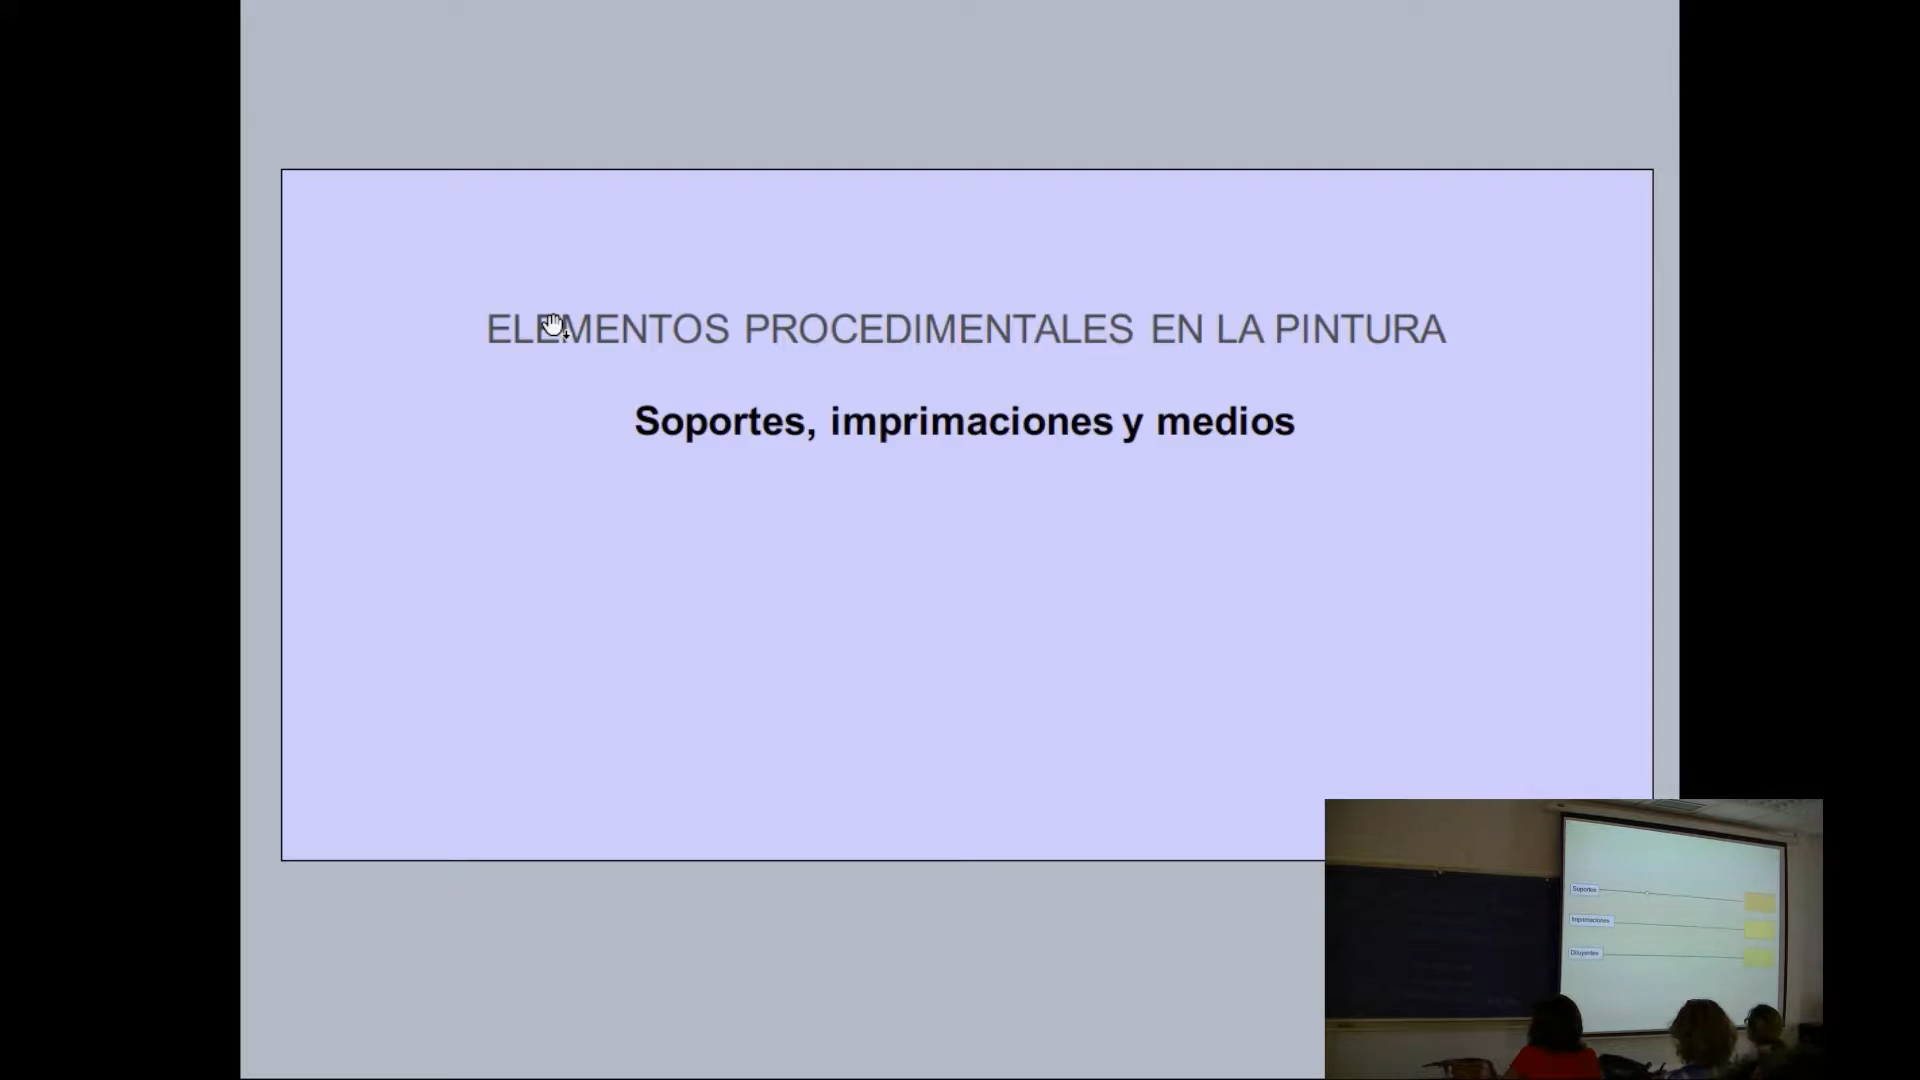 ELEMENTOS PROCEDIMENTALES EN LA PINTURA
Soportes, imprimaciones y medios
Soportes
Imprimaciones
Diluyentes